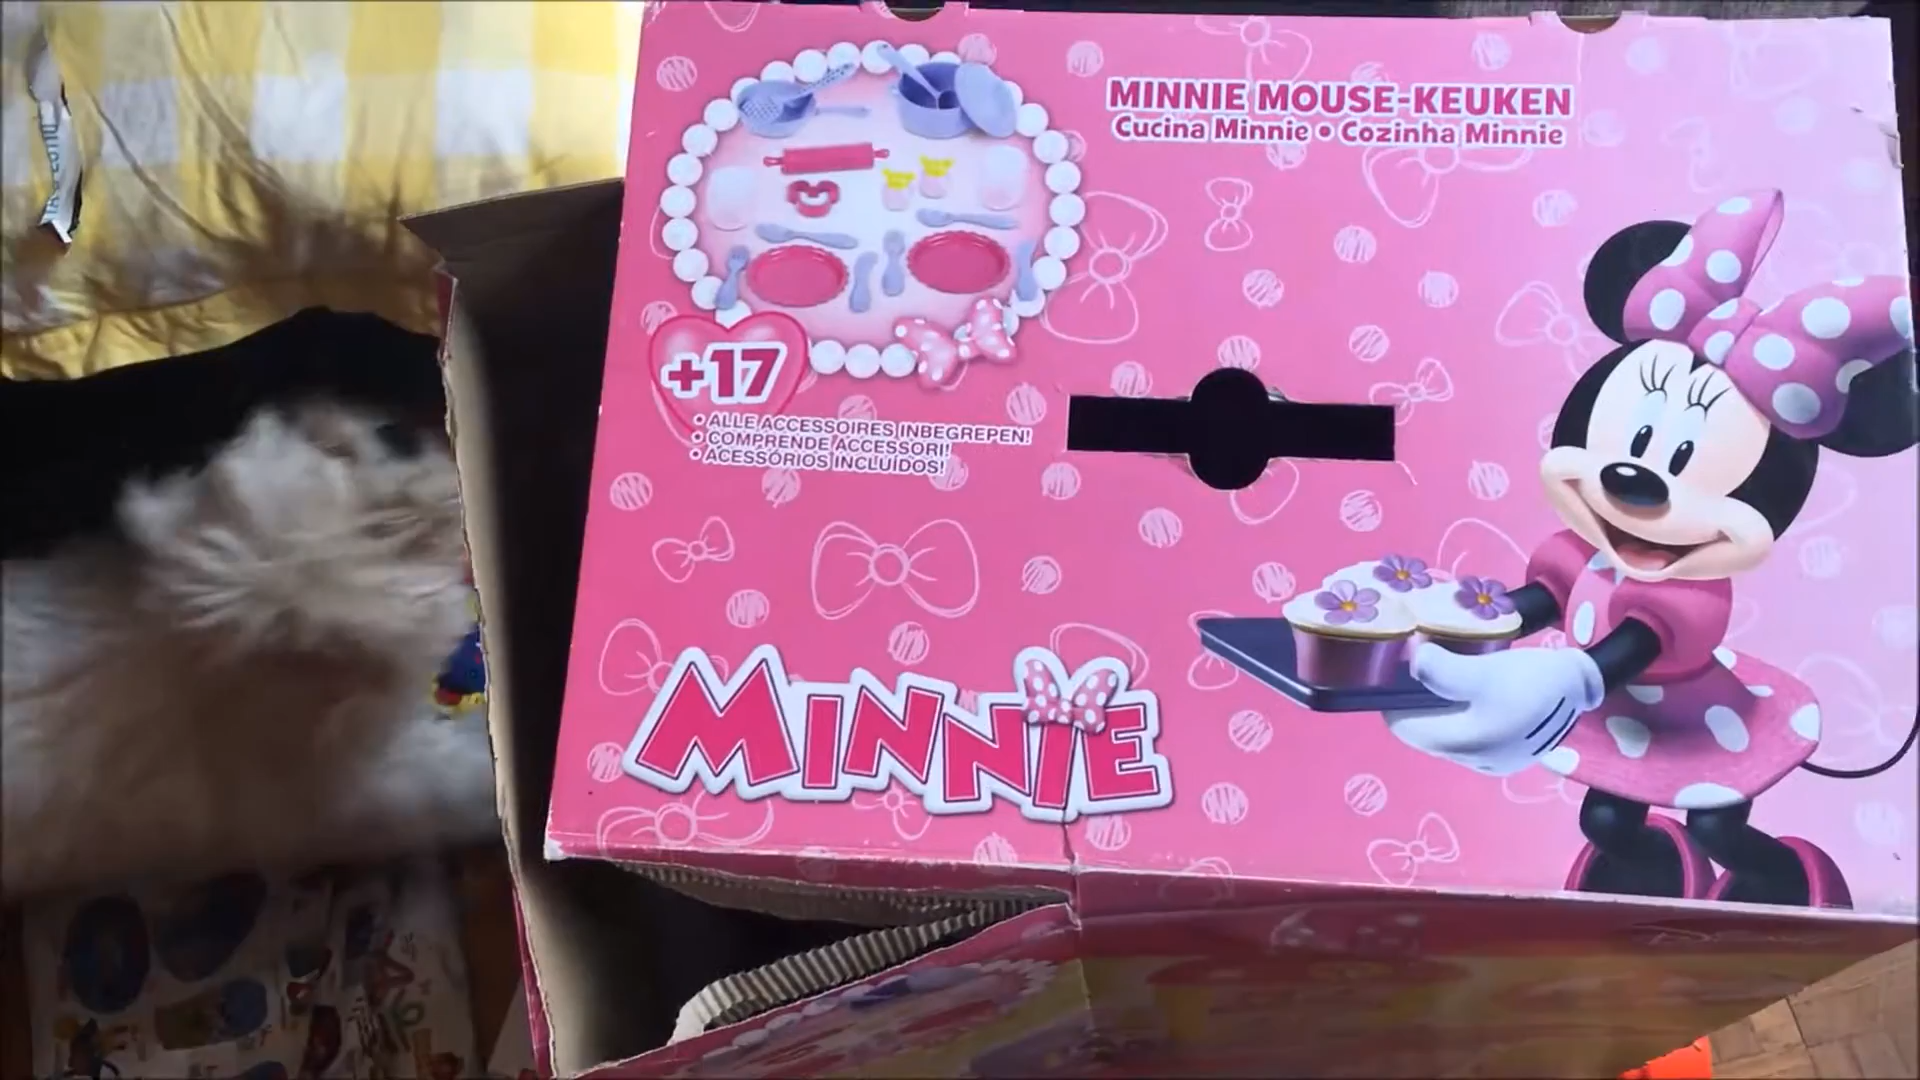 MINNIE MOUSE-KEUKEN
Cucina Minnie • Cozinha Minnie
+17
• ALLE ACCESSOIRES INBEGREPEN!
• COMPRENDE ACCESSORI!
• ACESSÓRIOS INCLUÍDOS!
MINNIE